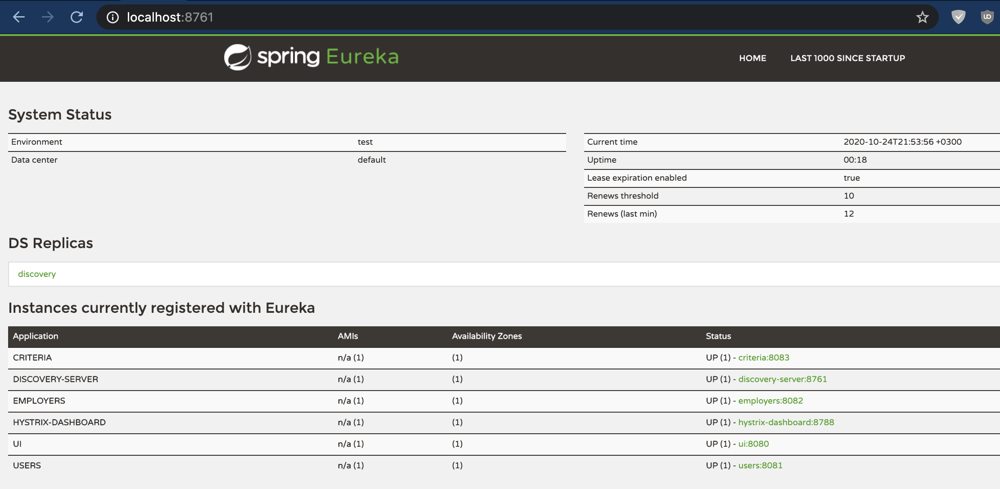 localhost:8761
spring Eureka
HOME LAST 1000 SINCE STARTUP
System Status
Environment test
Data center default
Current time 2020-10-24T21:53:56 +0300
Uptime 00:18
Lease expiration enabled true
Renews threshold 10
Renews (last min) 12
DS Replicas
discovery
Instances currently registered with Eureka
Application AMIs Availability Zones Status
CRITERIA n/a (1) (1) UP (1) - criteria:8083
DISCOVERY-SERVER n/a (1) (1) UP (1) - discovery-server:8761
EMPLOYERS n/a (1) (1) UP (1) - employers:8082
HYSTRIX-DASHBOARD n/a (1) (1) UP (1) - hystrix-dashboard:8788
UI n/a (1) (1) UP (1) - ui:8080
USERS n/a (1) (1) UP (1) - users:8081